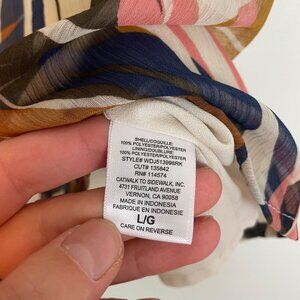 SHELL/COQUILLE:
100% POLYESTER/POLYESTER
LINING/DOUBLURE:
100% POLYESTER/POLYESTER
STYLE# WDJ513998RK
CUT# 135842
RN# 114574
CATWALK TO SIDEWALK, INC.
4731 FRUITLAND AVENUE
VERNON, CA 90058
MADE IN INDONESIA
FABRIQUE EN INDONESIE
L/G
CARE ON REVERSE